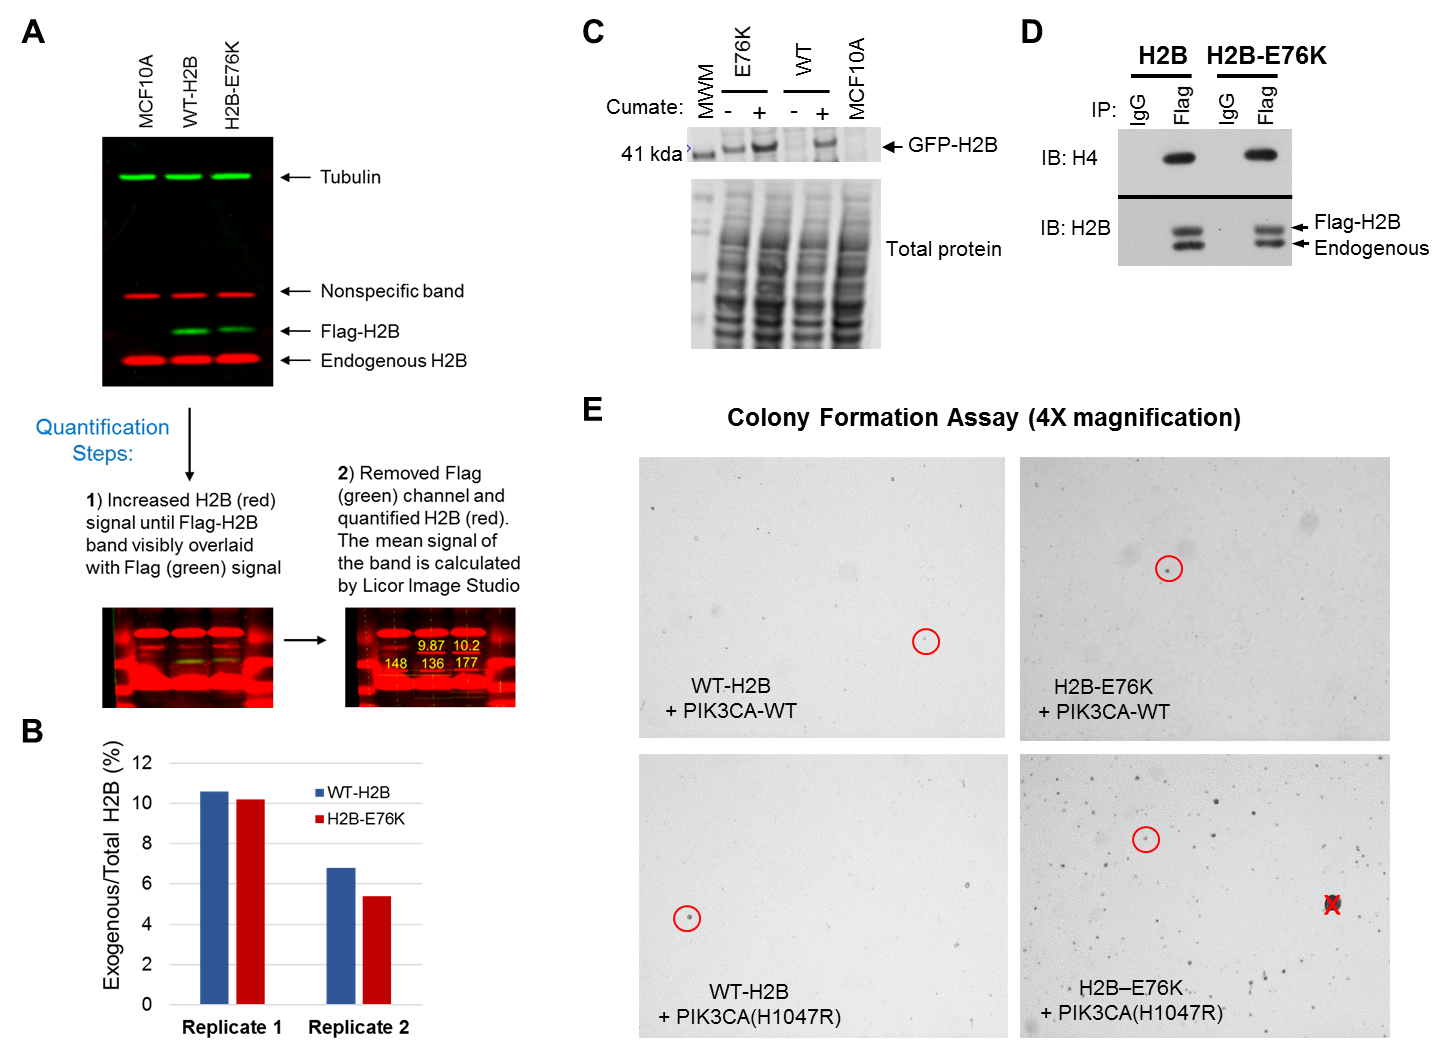 A
MCF10A
WT-H2B
H2B-E76K
Tubulin
Nonspecific band
Flag-H2B
Endogenous H2B
Quantification
Steps:
1) Increased H2B (red)
signal until Flag-H2B
band visibly overlaid
with Flag (green) signal
2) Removed Flag
(green) channel and
quantified H2B (red).
The mean signal of
the band is calculated
by Licor Image Studio
9.87 10.2
148 136 177
B
Exogenous/Total H2B (%)
12
10
8
6
4
2
0
WT-H2B
H2B-E76K
Replicate 1
Replicate 2
C
MWM
E76K
WT
MCF10A
Cumate: - + - +
41 kda
GFP-H2B
Total protein
D
H2B H2B-E76K
IP: IgG Flag IgG Flag
IB: H4
IB: H2B
Flag-H2B
Endogenous
E
Colony Formation Assay (4X magnification)
WT-H2B
+ PIK3CA-WT
H2B-E76K
+ PIK3CA-WT
WT-H2B
+ PIK3CA(H1047R)
H2B–E76K
+ PIK3CA(H1047R)
X